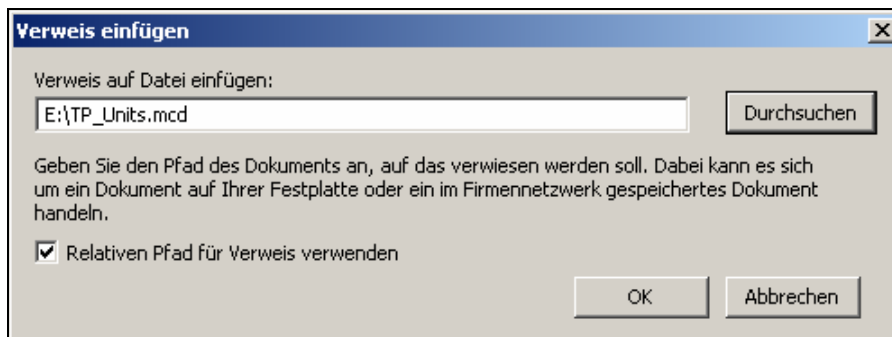 Verweis einfügen
Verweis auf Datei einfügen:
E:\TP_Units.mcd
Durchsuchen
Geben Sie den Pfad des Dokuments an, auf das verwiesen werden soll. Dabei kann es sich
um ein Dokument auf Ihrer Festplatte oder ein im Firmennetzwerk gespeichertes Dokument
handeln.
Relativen Pfad für Verweis verwenden
OK
Abbrechen